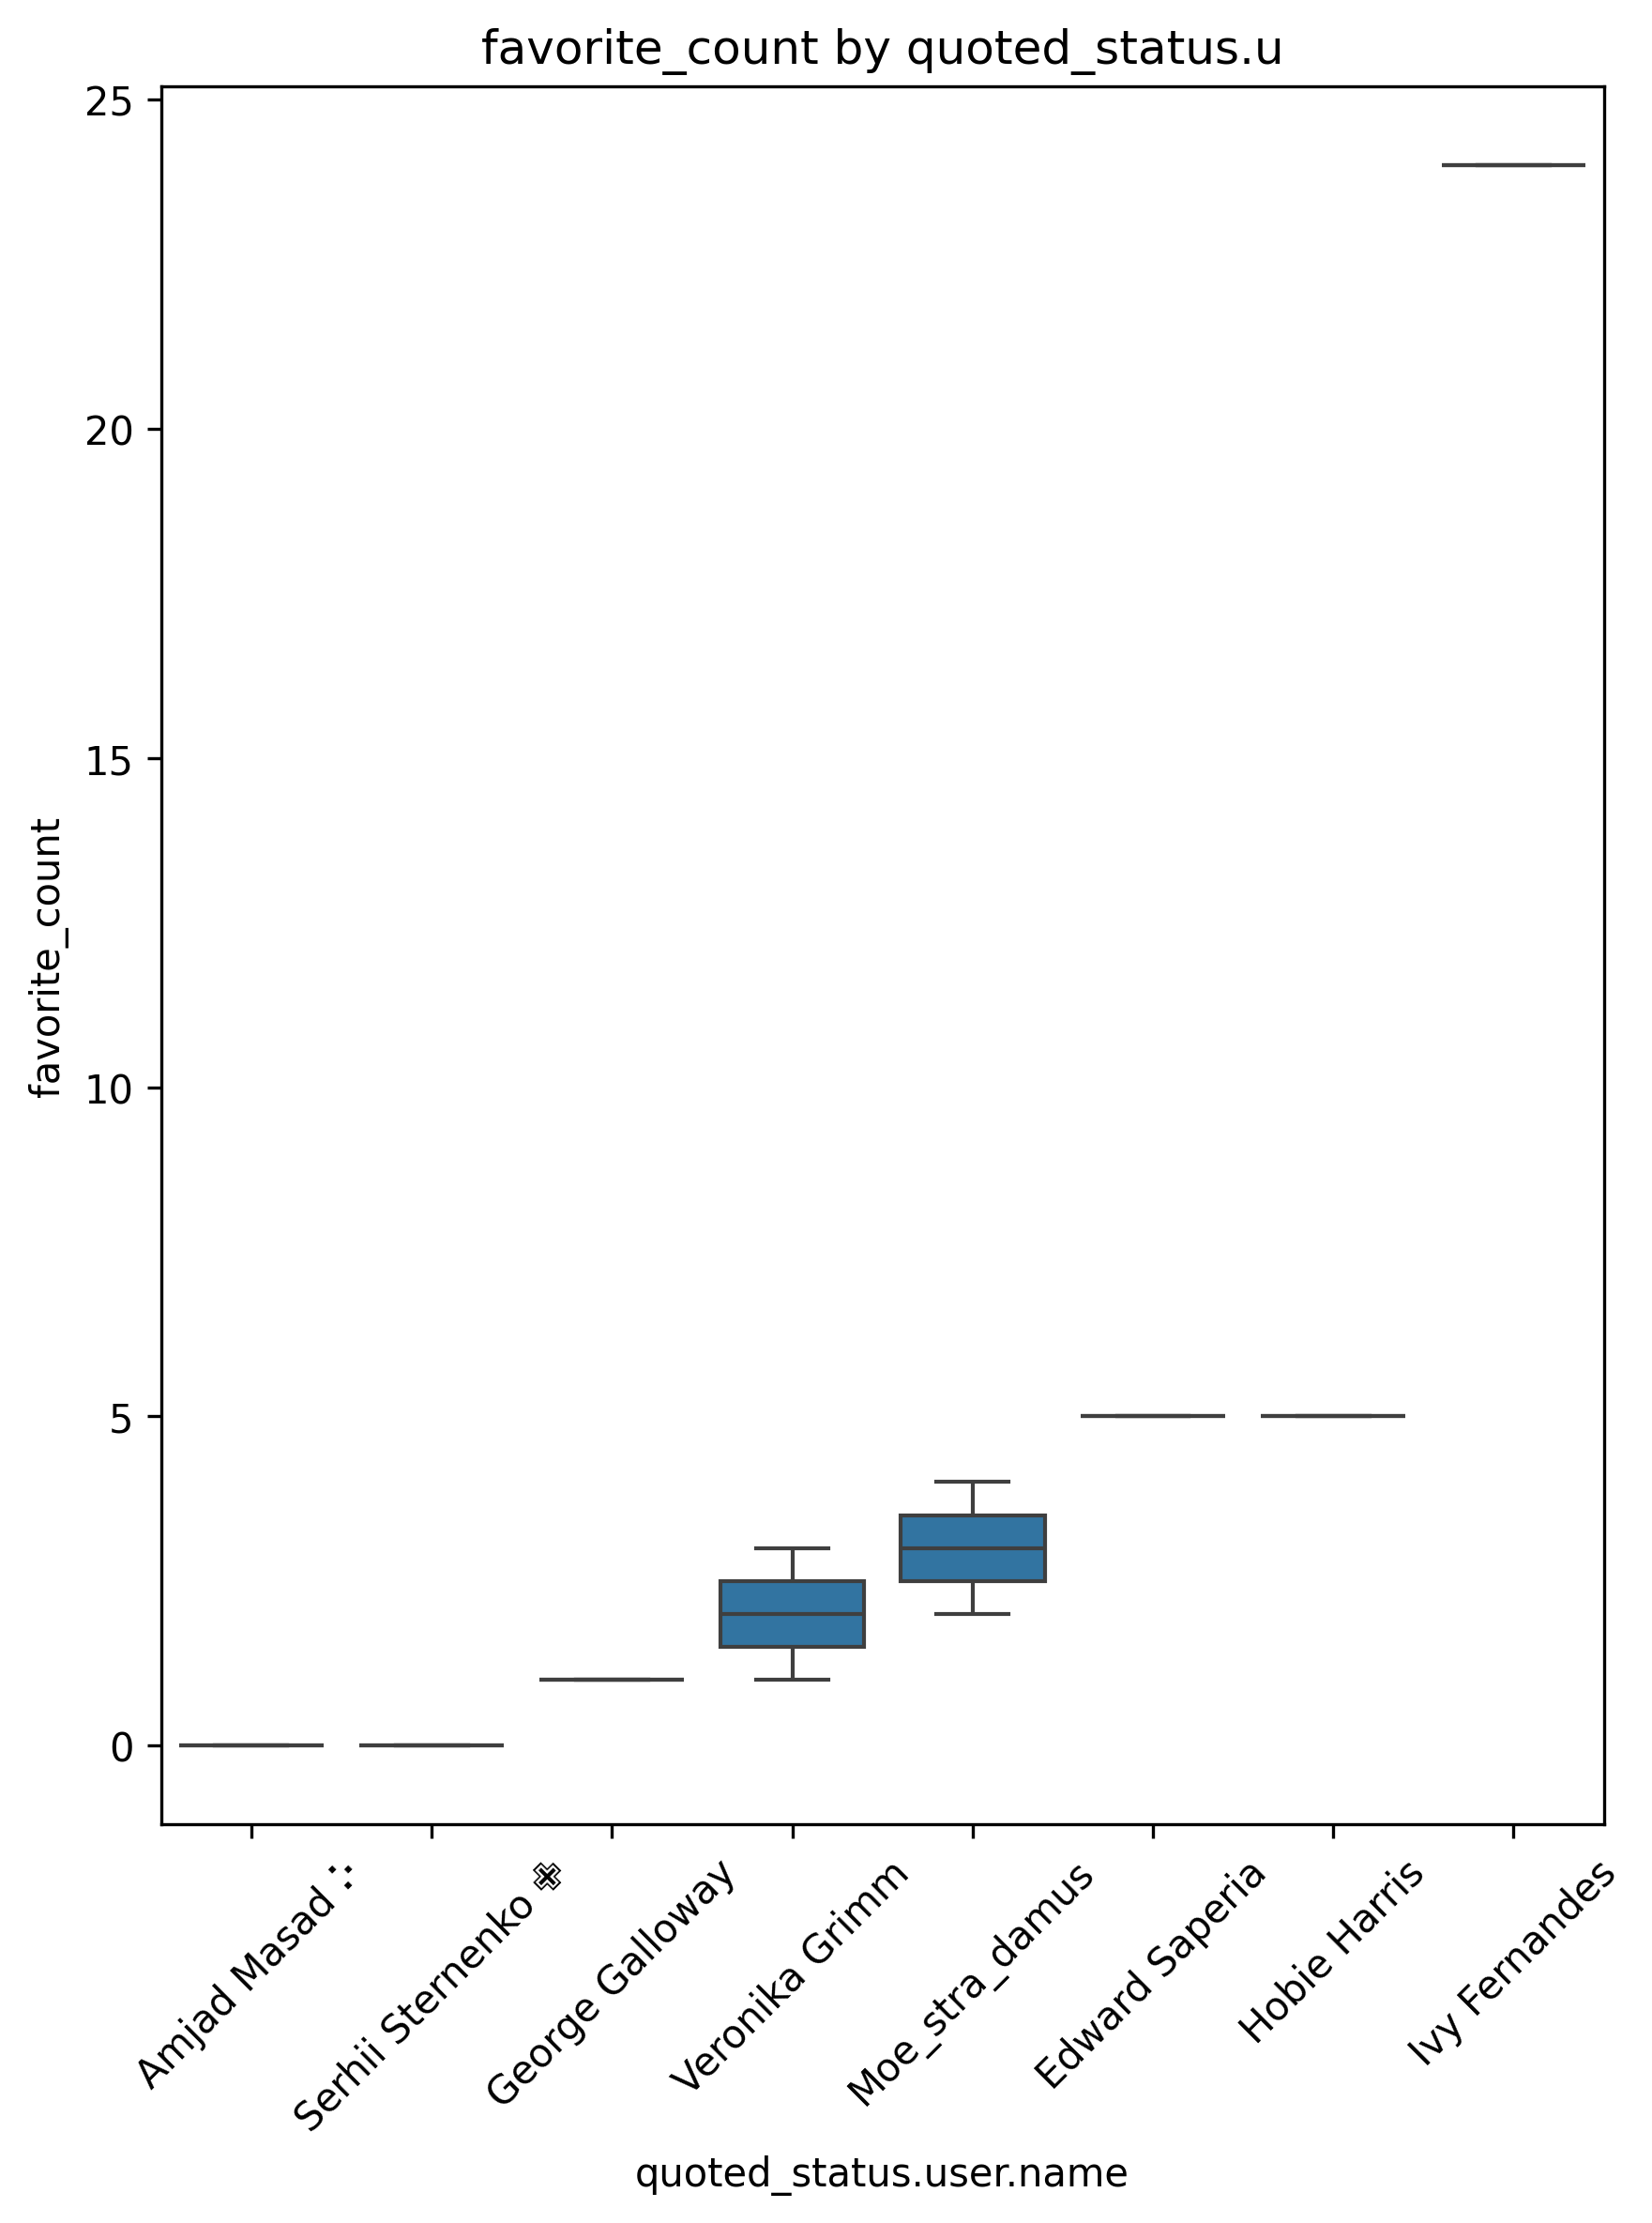 favorite_count by quoted_status.u
25
20
15
10
5
0
favorite_count
Amjad Masad ⠕
Serhii Sternenko ✙
George Galloway
Veronika Grimm
Moe_stra_damus
Edward Saperia
Hobie Harris
Ivy Fernandes
quoted_status.user.name